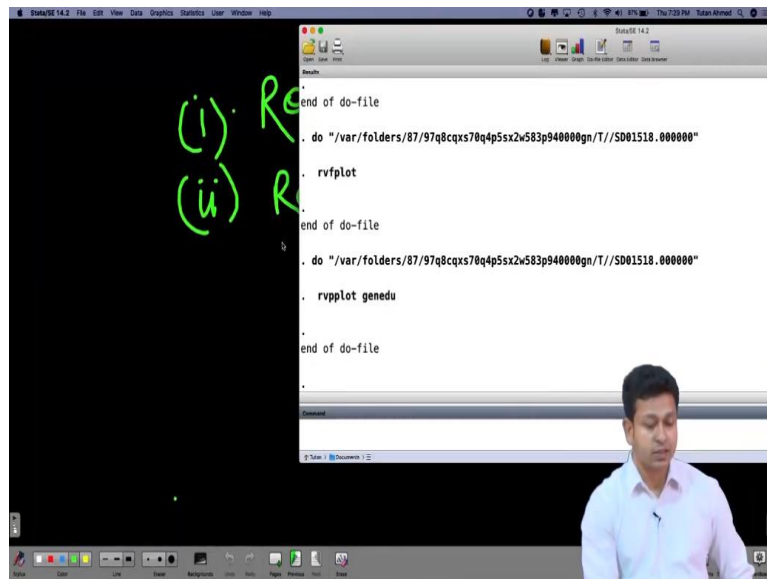 Stata/SE 14.2 File Edit View Data Graphics Statistics User Window Help
87% Thu 7:23 PM Tutan Ahmed
Stata/SE 14.2
Open Save Print
Log Viewer Graph Do-file Editor Data Editor Data Browser
Results
(i). Re
.
end of do-file
. do "/var/folders/87/97q8cqxs70q4p5sx2w583p940000gn/T//SD01518.000000"
. rvfplot
(ii) Re
.
end of do-file
. do "/var/folders/87/97q8cqxs70q4p5sx2w583p940000gn/T//SD01518.000000"
. rvpplot genedu
.
end of do-file
.
Command
Tutan Documents
Stylus Color Line Eraser Backgrounds Undo Redo Pages Previous Next Erase